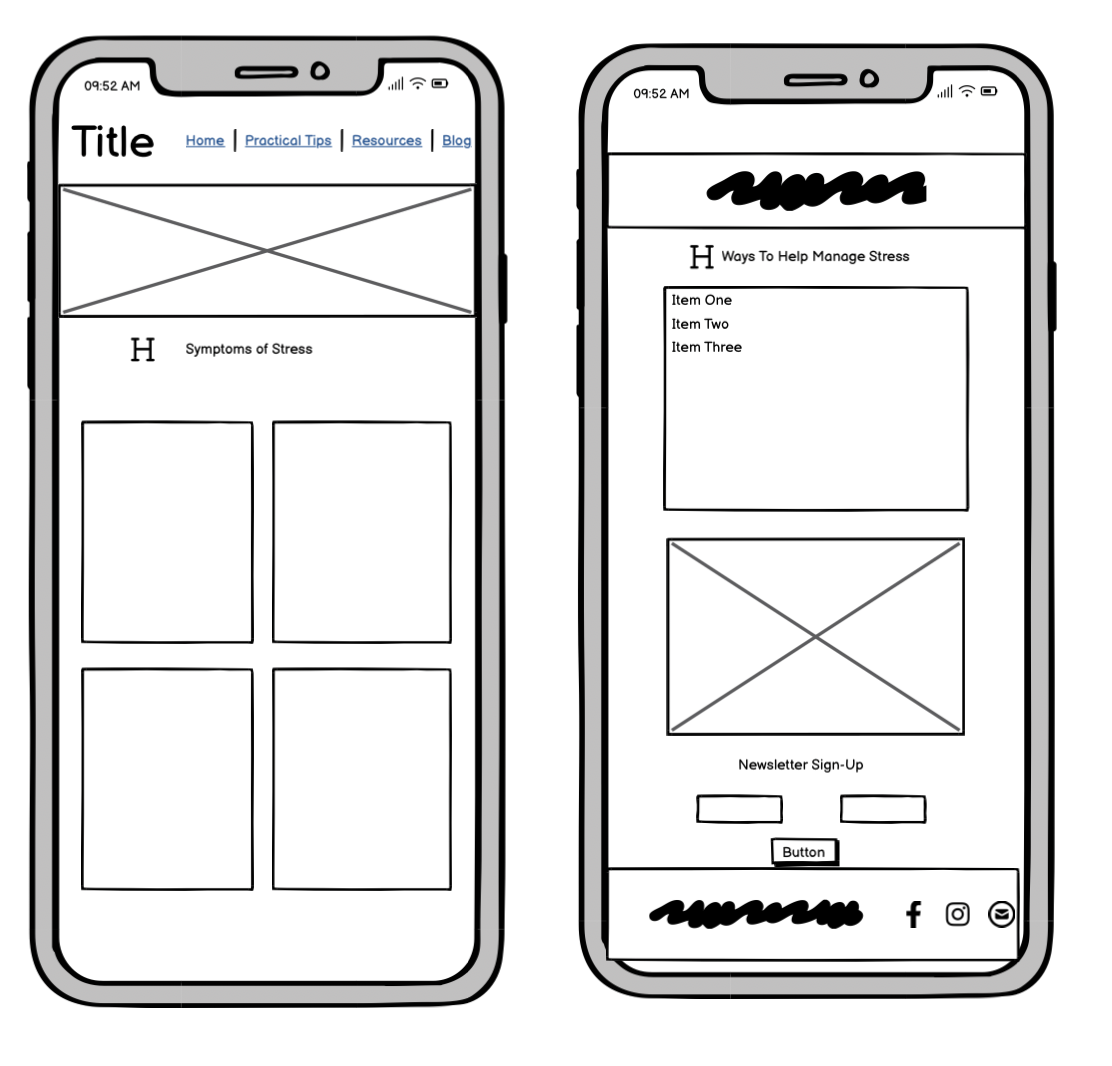 09:52 AM
Title Home | Practical Tips | Resources | Blog
H Symptoms of Stress
09:52 AM
H Ways To Help Manage Stress
Item One
Item Two
Item Three
Newsletter Sign-Up
Button